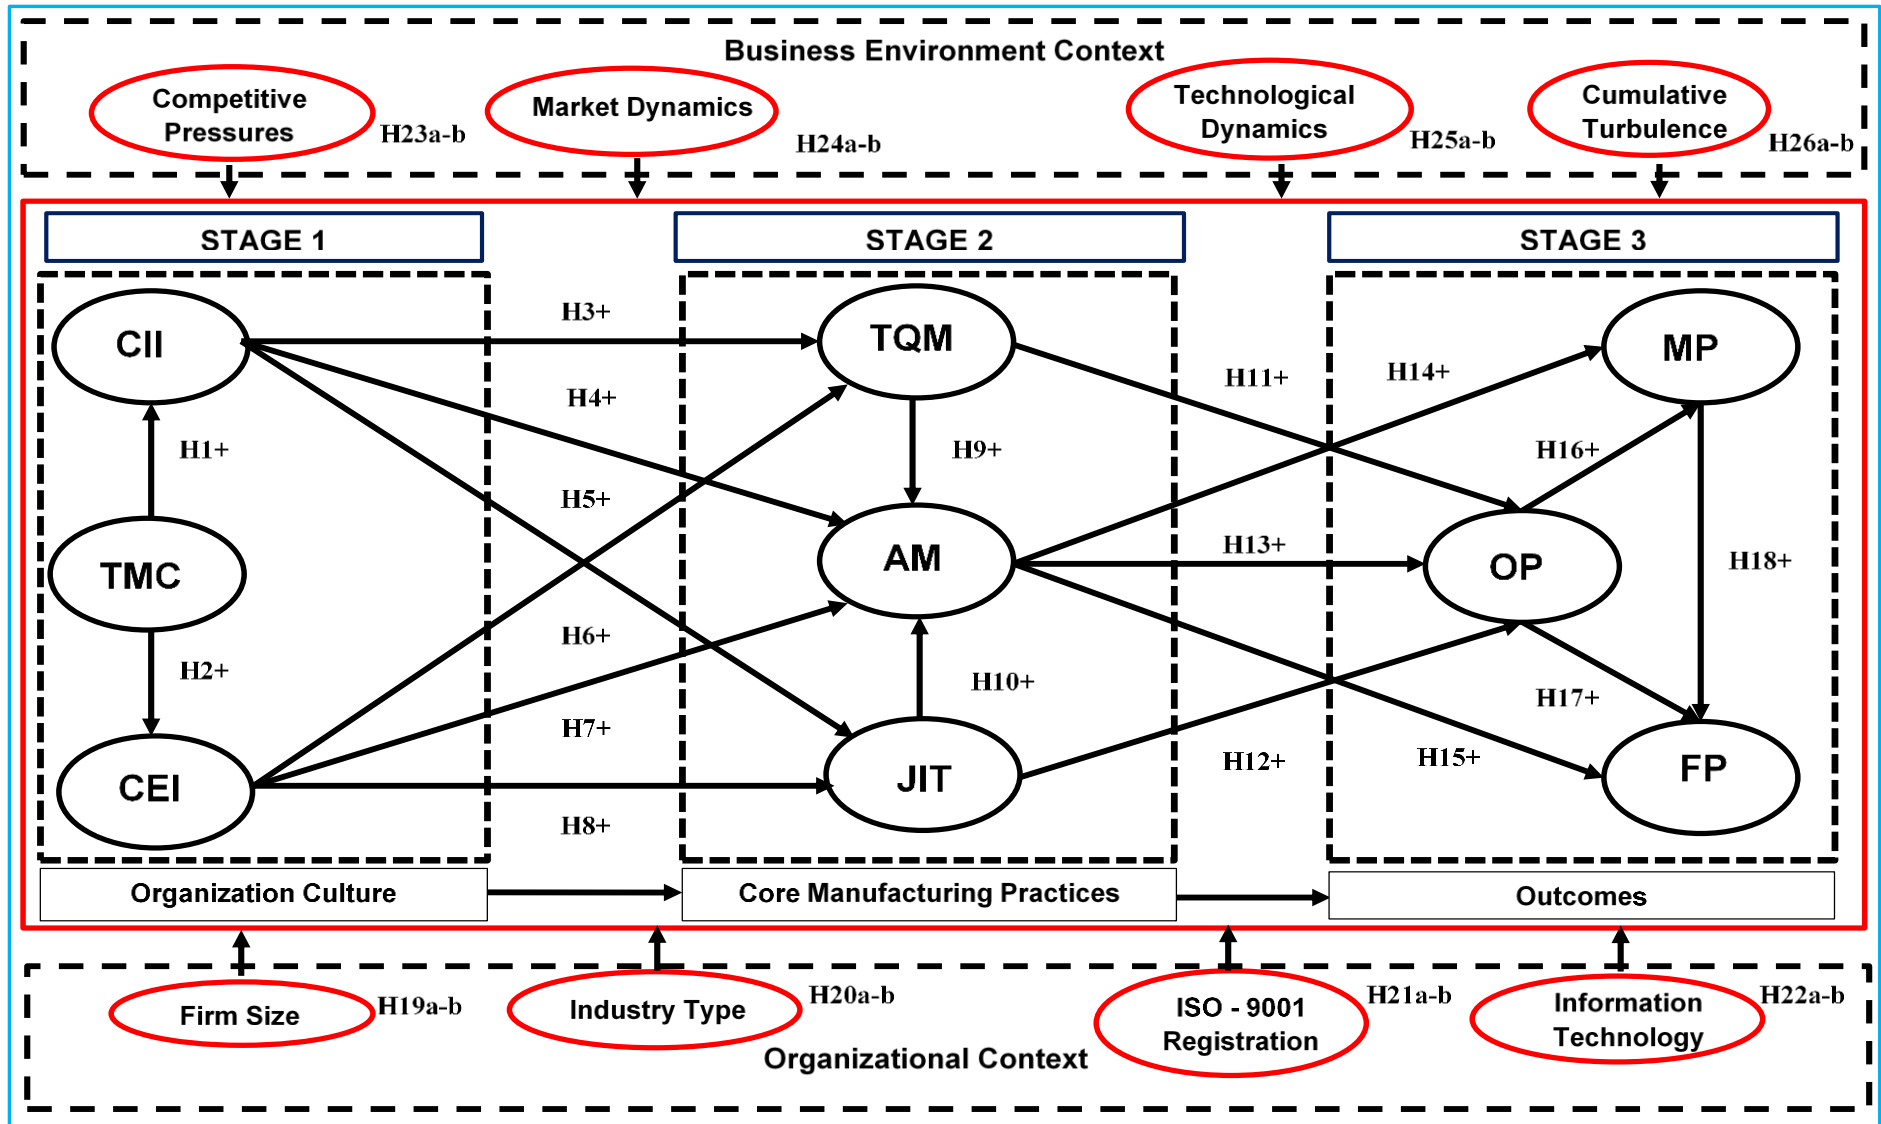 Business Environment Context
Competitive
Pressures
H23a-b
Market Dynamics
H24a-b
Technological
Dynamics
H25a-b
Cumulative
Turbulence
H26a-b
STAGE 1
STAGE 2
STAGE 3
CII
TMC
CEI
H1+
H2+
H3+
H4+
H5+
H6+
H7+
H8+
TQM
AM
JIT
H9+
H10+
H11+
H14+
H13+
H12+
H15+
MP
OP
FP
H16+
H17+
H18+
Organization Culture
Core Manufacturing Practices
Outcomes
Firm Size
H19a-b
Industry Type
H20a-b
ISO - 9001
Registration
H21a-b
Information
Technology
H22a-b
Organizational Context